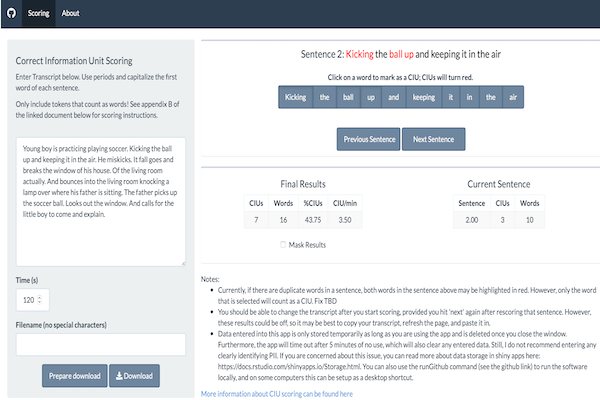 Scoring
About
Correct Information Unit Scoring
Enter Transcript below. Use periods and capitalize the first
word of each sentence.
Only include tokens that count as words! See appendix B of
the linked document below for scoring instructions.
Young boy is practicing playing soccer. Kicking the ball
up and keeping it in the air. He miskicks. It fall goes and
breaks the window of his house. Of the living room
actually. And bounces into the living room knocking a
lamp over where his father is sitting. The father picks up
the soccer ball. Looks out the window. And calls for the
little boy to come and explain.
Time (s)
120
Filename (no special characters)
Prepare download
Download
Sentence 2: Kicking the ball up and keeping it in the air
Click on a word to mark as a CIU; CIUs will turn red.
Kicking the ball up and keeping it in the air
Previous Sentence
Next Sentence
Final Results
CIUs Words %CIUs CIU/min
7 16 43.75 3.50
Mask Results
Current Sentence
Sentence CIUs Words
2.00 3 10
Notes:
• Currently, if there are duplicate words in a sentence, both words in the sentence above may be highlighted in red. However, only the word
that is selected will count as a CIU. Fix TBD
• You should be able to change the transcript after you start scoring, provided you hit 'next' again after rescoring that sentence. However,
these results could be off, so it may be best to copy your transcript, refresh the page, and paste it in.
• Data entered into this app is only stored temporarily as long as you are using the app and is deleted once you close the window.
Furthermore, the app will time out after 5 minutes of no use, which will also clear any entered data. Still, I do not recommend entering any
clearly identifying PII. If you are concerned about this issue, you can read more about data storage in shiny apps here:
https://docs.rstudio.com/shinyapps.io/Storage.html. You can also use the runGithub command (see the github link) to run the software
locally, and on some computers this can be setup as a desktop shortcut.
More information about CIU scoring can be found here